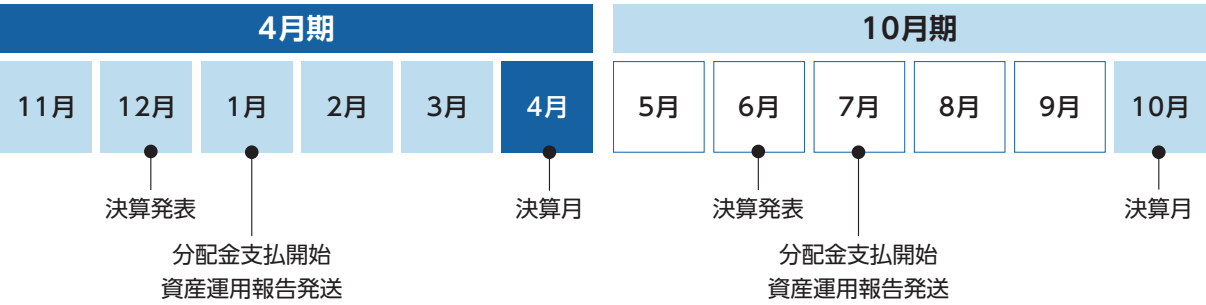 4月期
10月期
11月 12月 1月 2月 3月 4月 5月 6月 7月 8月 9月 10月
決算発表 決算月 決算発表 決算月
分配金支払開始 分配金支払開始
資産運用報告発送 資産運用報告発送